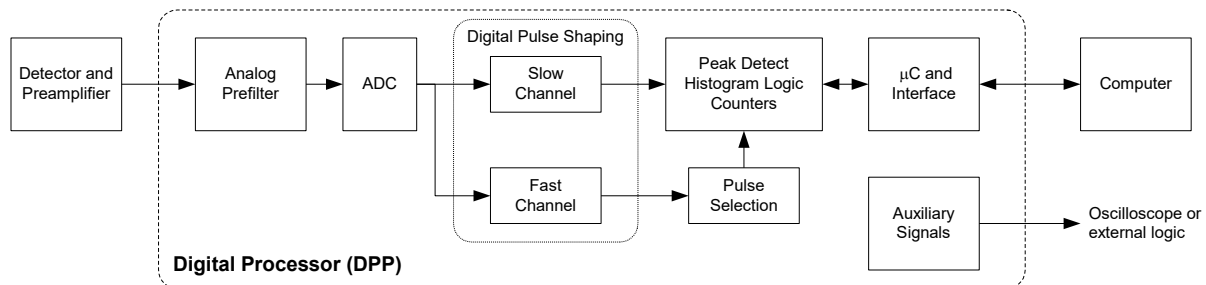 Detector and
Preamplifier
Analog
Prefilter
ADC
Digital Pulse Shaping
Slow
Channel
Fast
Channel
Peak Detect
Histogram Logic
Counters
Pulse
Selection
μC and
Interface
Computer
Auxiliary
Signals
Oscilloscope or
external logic
Digital Processor (DPP)